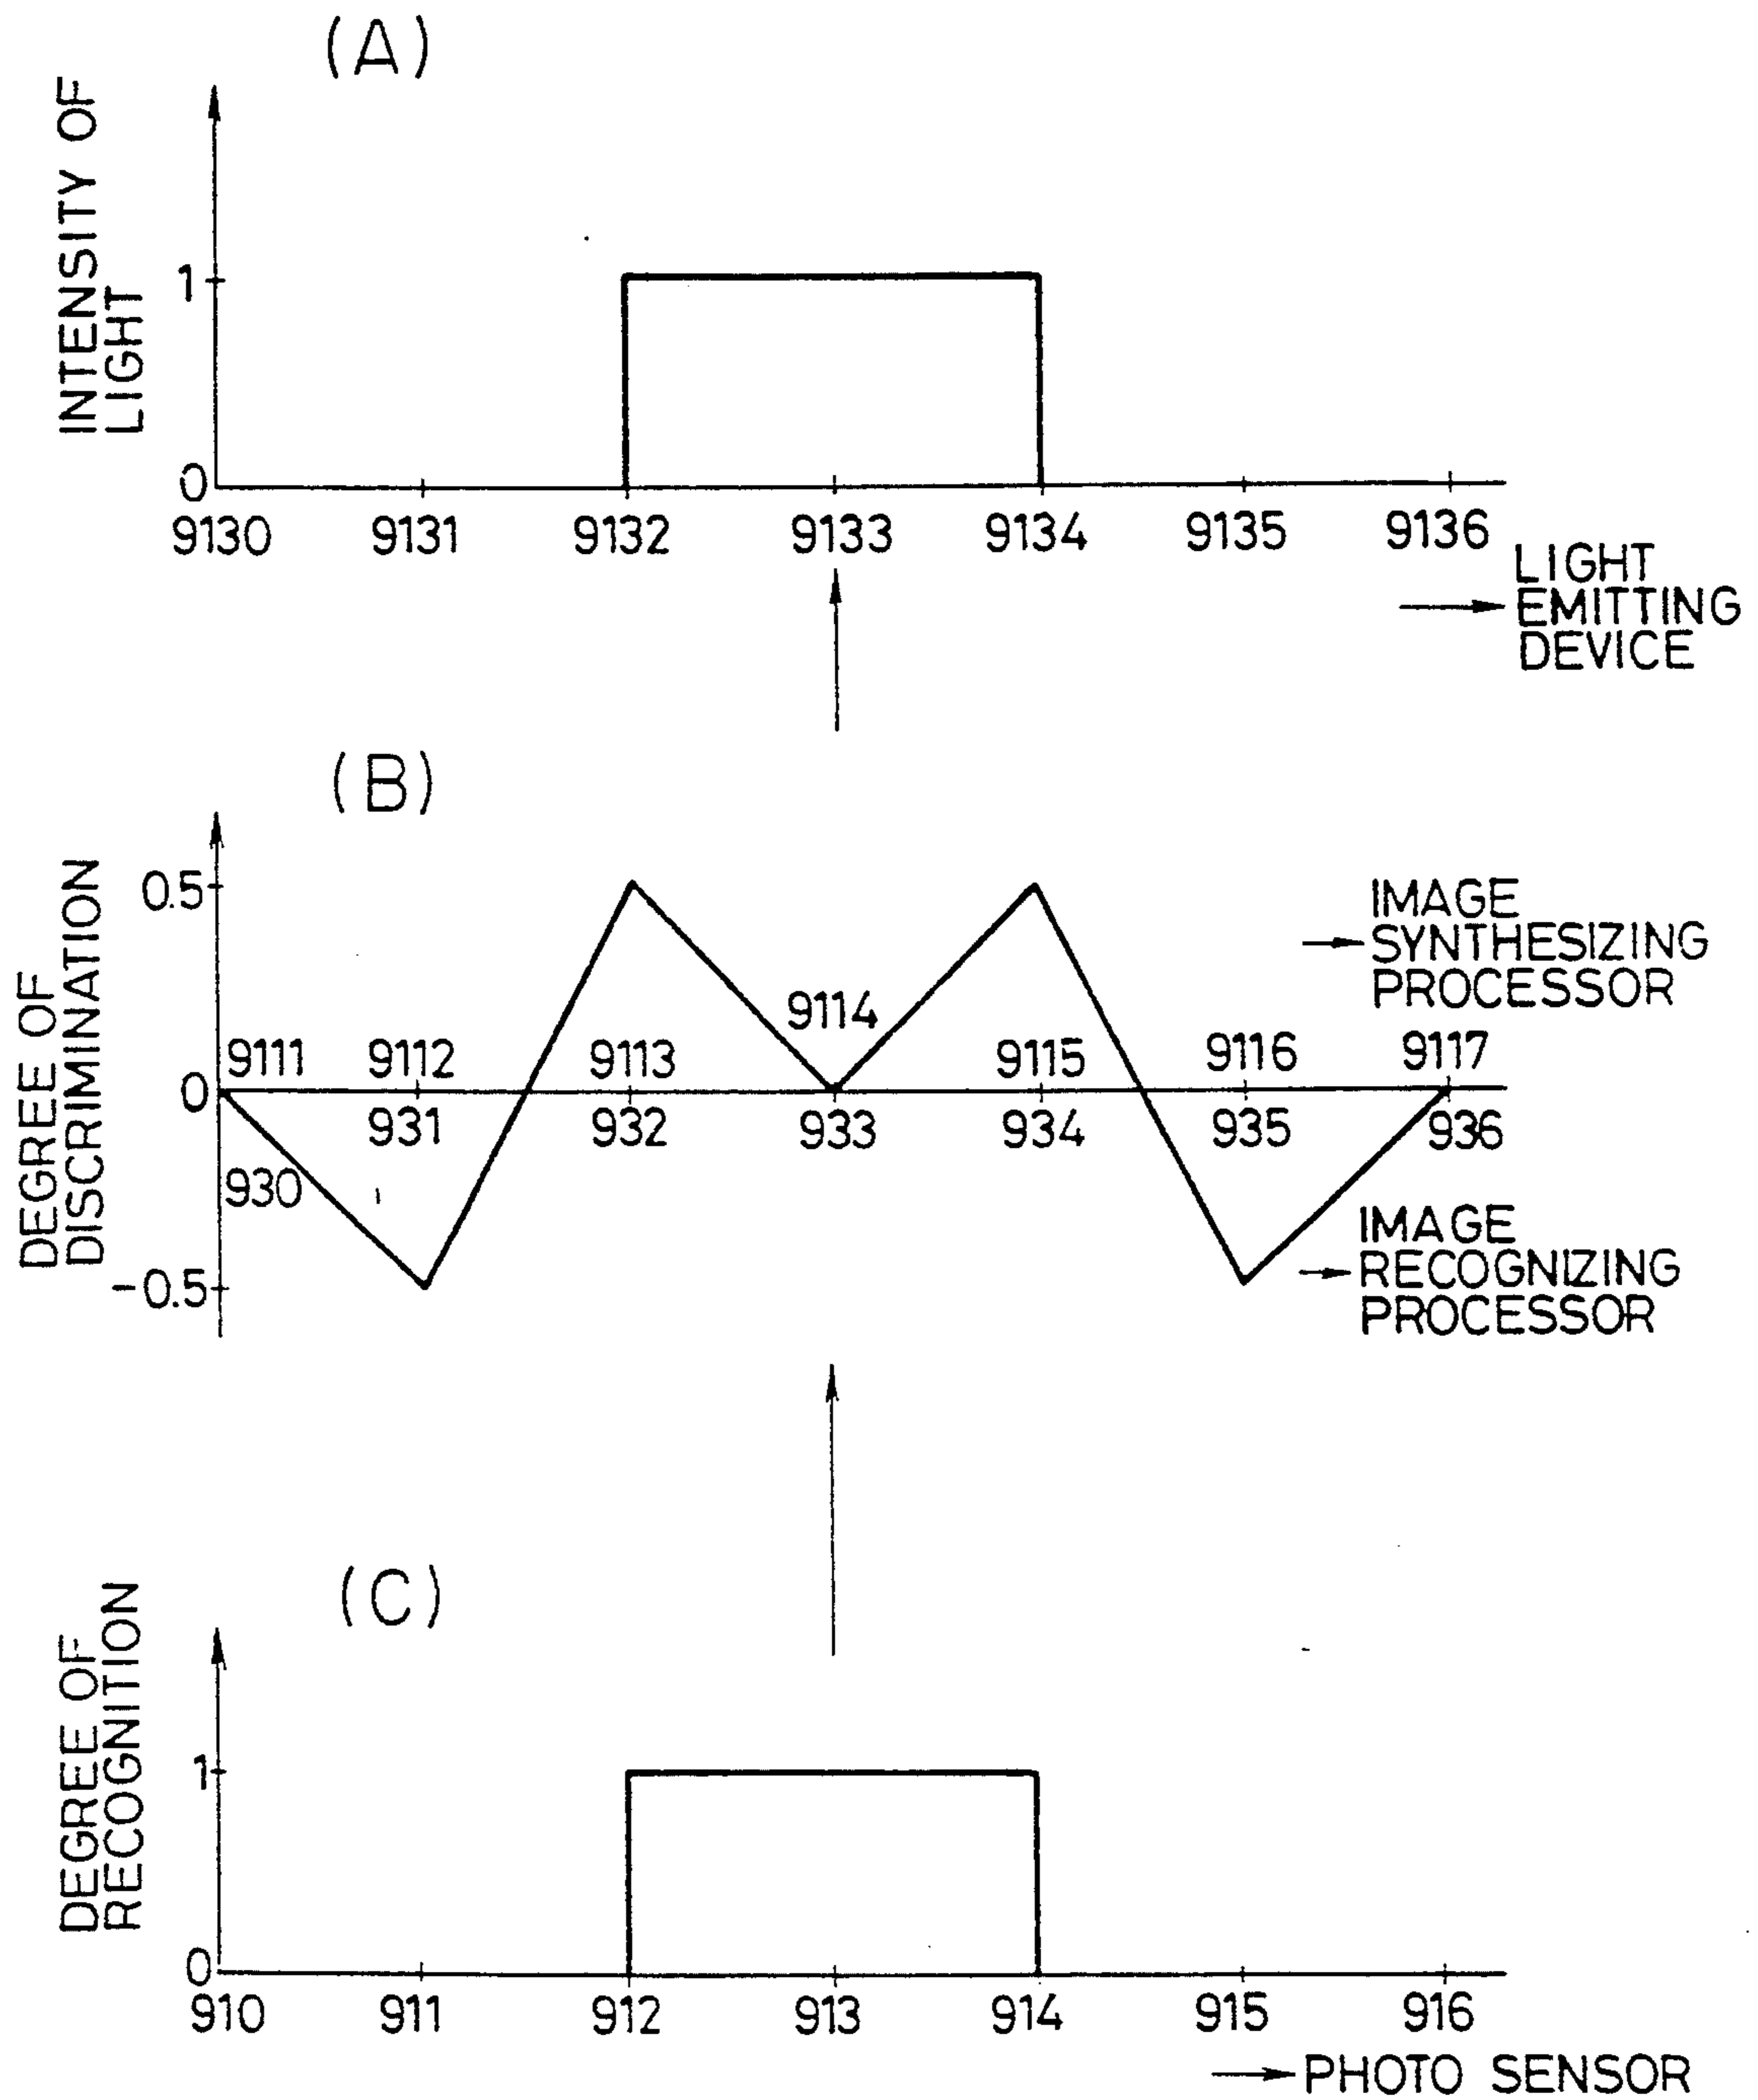 (A)
INTENSITY OF
LIGHT
1
0
9130 9131 9132 9133 9134 9135 9136
LIGHT
EMITTING
DEVICE
(B)
DEGREE OF
DISCRIMINATION
0.5
IMAGE
SYNTHESIZING
PROCESSOR
9114
9111 9112 9113 9115 9116 9117
0
931 932 933 934 935 936
930
-0.5
IMAGE
RECOGNIZING
PROCESSOR
(C)
DEGREE OF
RECOGNITION
1
0
910 911 912 913 914 915 916
PHOTO SENSOR